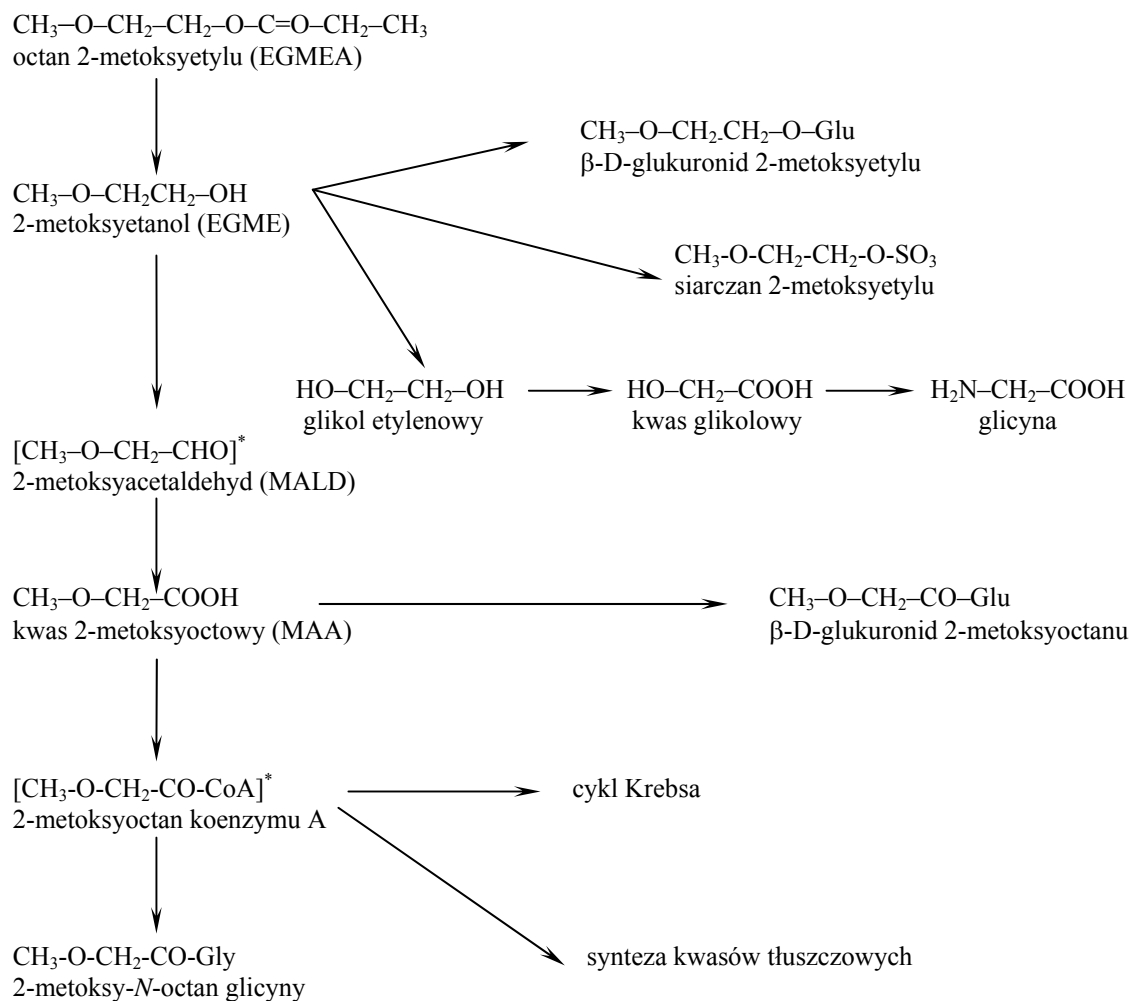 CH₃–O–CH₂–CH₂–O–C=O–CH₂–CH₃
octan 2-metoksyetylu (EGMEA)
CH₃–O–CH₂-CH₂–O–Glu
β-D-glukuronid 2-metoksyetylu
CH₃–O–CH₂CH₂–OH
2-metoksyetanol (EGME)
CH₃-O-CH₂-CH₂-O-SO₃
siarczan 2-metoksyetylu
HO–CH₂–CH₂–OH
glikol etylenowy
HO–CH₂–COOH
kwas glikolowy
H₂N–CH₂–COOH
glicyna
[CH₃–O–CH₂–CHO]*
2-metoksyacetaldehyd (MALD)
CH₃–O–CH₂–COOH
kwas 2-metoksyoctowy (MAA)
CH₃–O–CH₂–CO–Glu
β-D-glukuronid 2-metoksyoctanu
[CH₃-O-CH₂-CO-CoA]*
2-metoksyoctan koenzymu A
cykl Krebsa
CH₃-O-CH₂-CO-Gly
2-metoksy-N-octan glicyny
synteza kwasów tłuszczowych